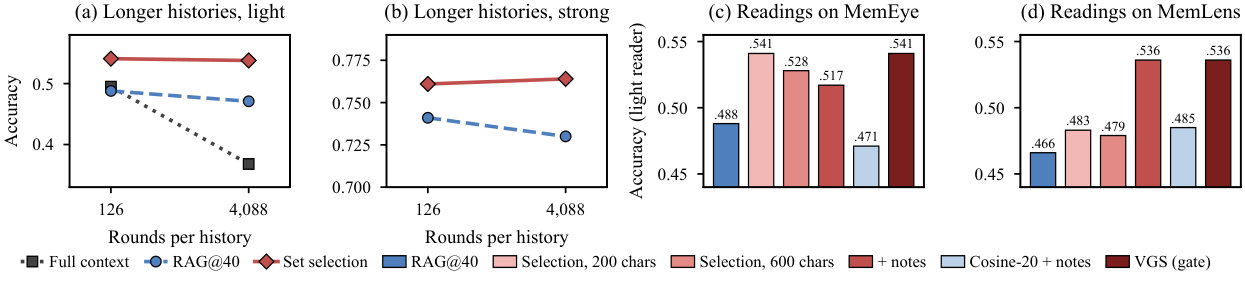 (a) Longer histories, light
(b) Longer histories, strong
(c) Readings on MemEye
(d) Readings on MemLens
Accuracy
0.5
0.4
126
4,088
Rounds per history
0.775
0.750
0.725
0.700
126
4,088
Rounds per history
Accuracy (light reader)
0.55
0.50
0.45
.488
.541
.528
.517
.471
.541
0.55
0.50
0.45
.466
.483
.479
.536
.485
.536
Full context
RAG@40
Set selection
RAG@40
Selection, 200 chars
Selection, 600 chars
+ notes
Cosine-20 + notes
VGS (gate)